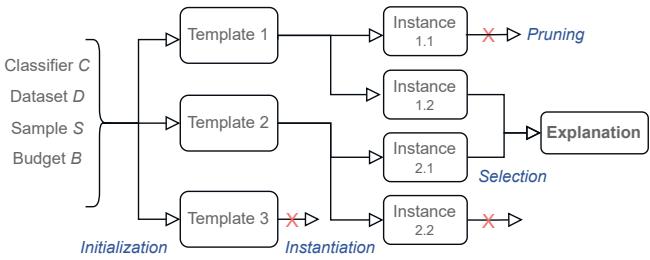 Classifier C
Dataset D
Sample S
Budget B
Initialization
Template 1
Template 2
Template 3
Instantiation
Instance
1.1
Instance
1.2
Instance
2.1
Instance
2.2
X
X
X
Pruning
Selection
Explanation